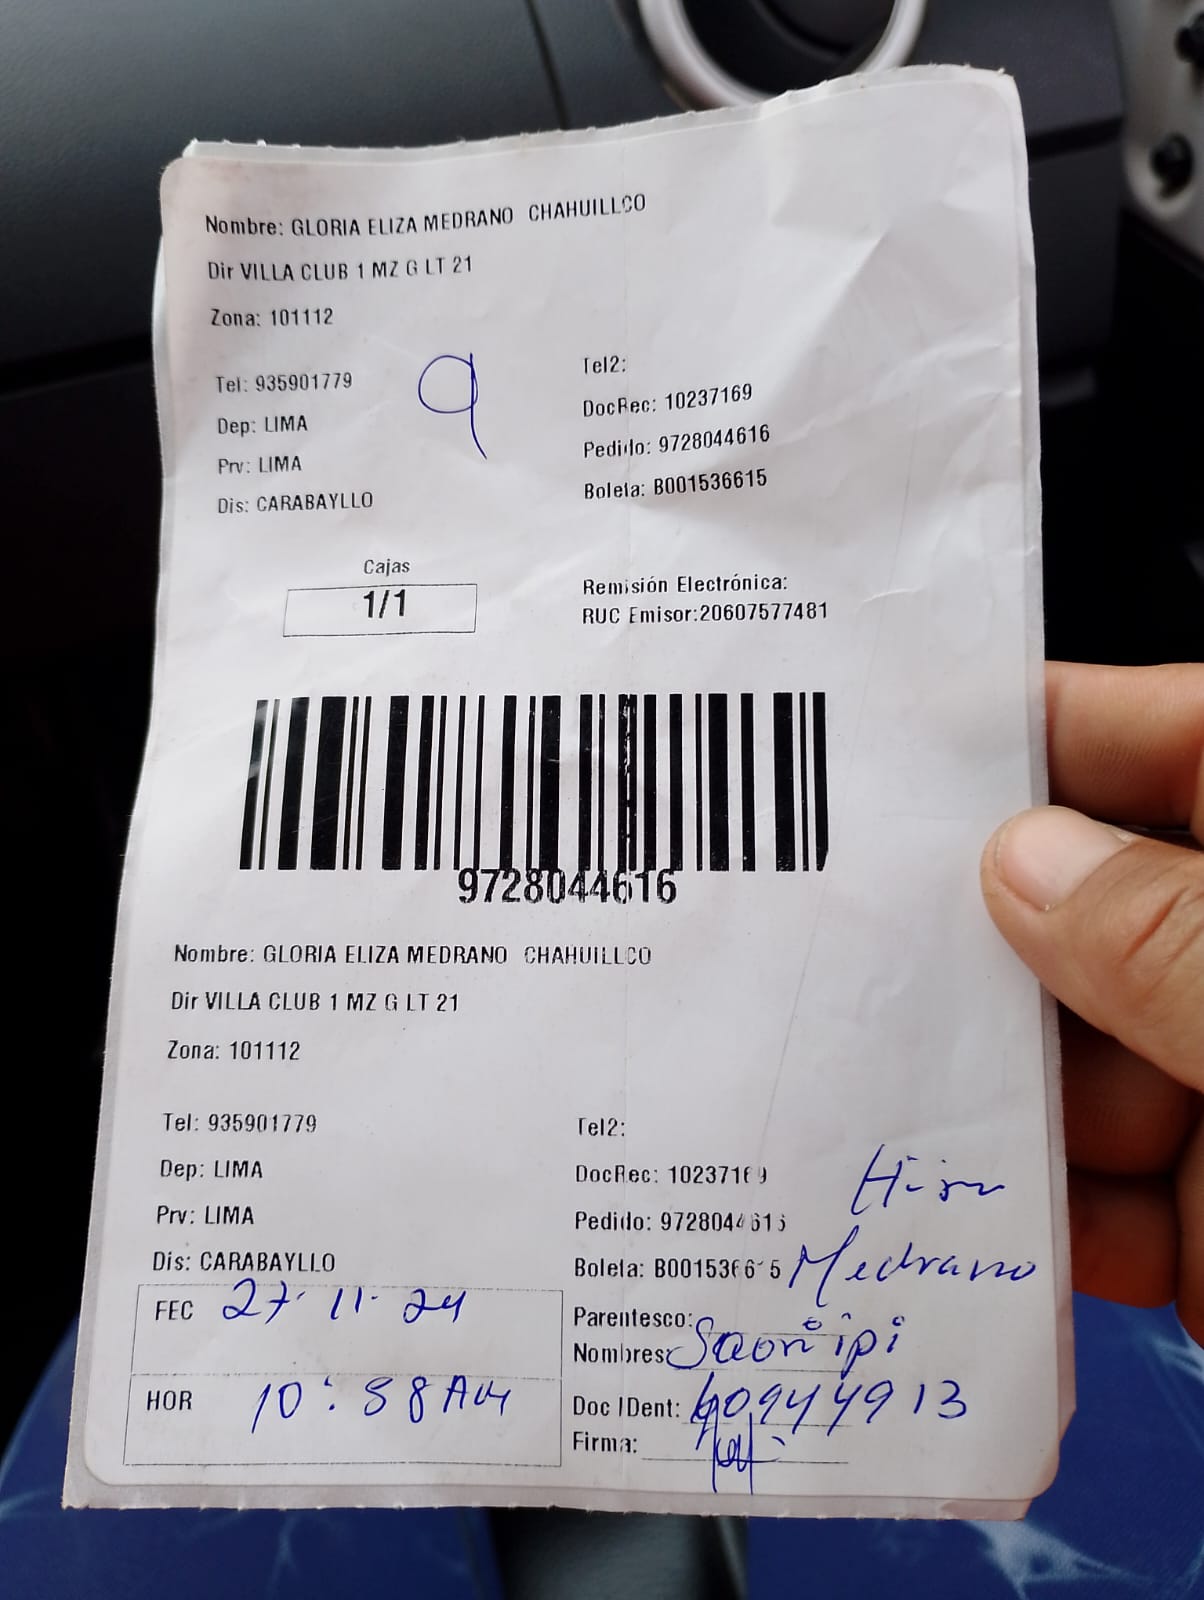 Nombre: GLORIA ELIZA MEDRANO CHAHUILLCO
Dir VILLA CLUB 1 MZ G LT 21
Zona: 101112
Tel: 935901779
Dep: LIMA
Prv: LIMA
Dis: CARABAYLLO
9
Tel2:
DocRec: 10237169
Pedido: 9728044616
Boleta: B001536615
Cajas
1/1
Remisión Electrónica:
RUC Emisor:20607577481
9728044616
Nombre: GLORIA ELIZA MEDRANO CHAHUILLCO
Dir VILLA CLUB 1 MZ G LT 21
Zona: 101112
Tel: 935901779
Dep: LIMA
Prv: LIMA
Dis: CARABAYLLO
Tel2:
DocRec: 10237169
Pedido: 9728044616
Boleta: B001536615 Medrano
FEC 27·11·24
HOR 10:58AM
Parentesco:
Nombres:
Doc IDent: 40944913
Firma: